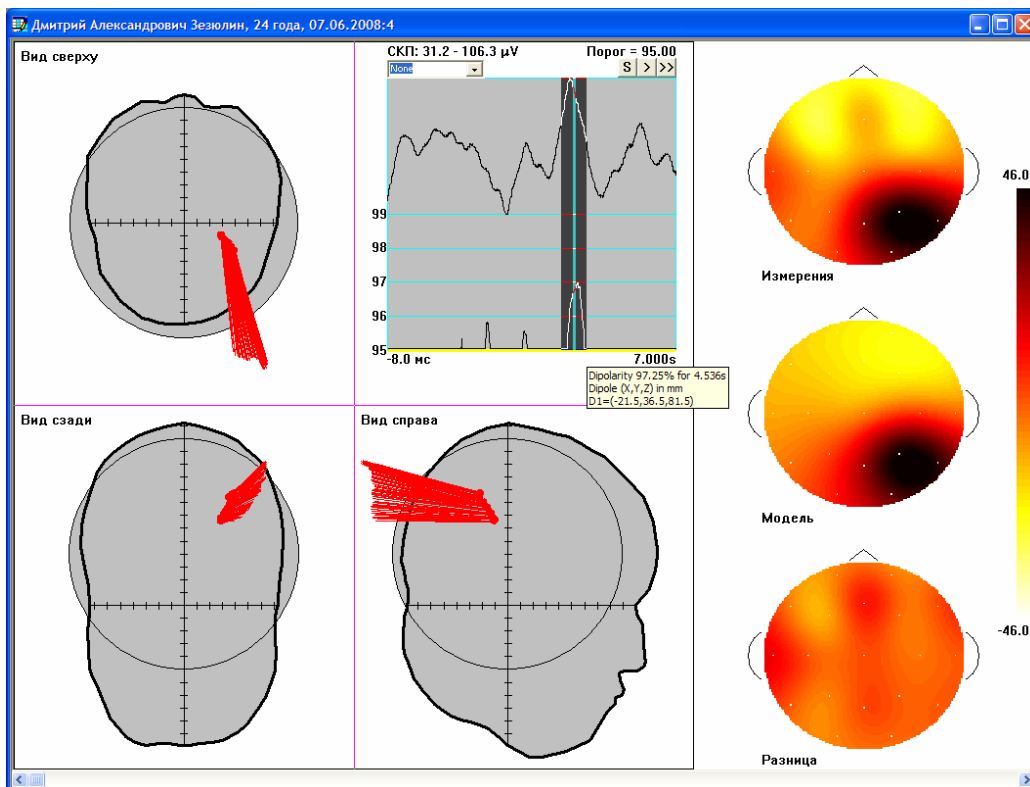 Дмитрий Александрович Зезюлин, 24 года, 07.06.2008:4
Вид сверху
СКП: 31.2 - 106.3 µV
Порог = 95.00
None
S > >>
99
98
97
96
95
-8.0 мс
7.000s
Dipolarity 97.25% for 4.536s
Dipole (X,Y,Z) in mm
D1=(-21.5,36.5,81.5)
Вид сзади
Вид справа
46.0
Измерения
Модель
-46.0
Разница